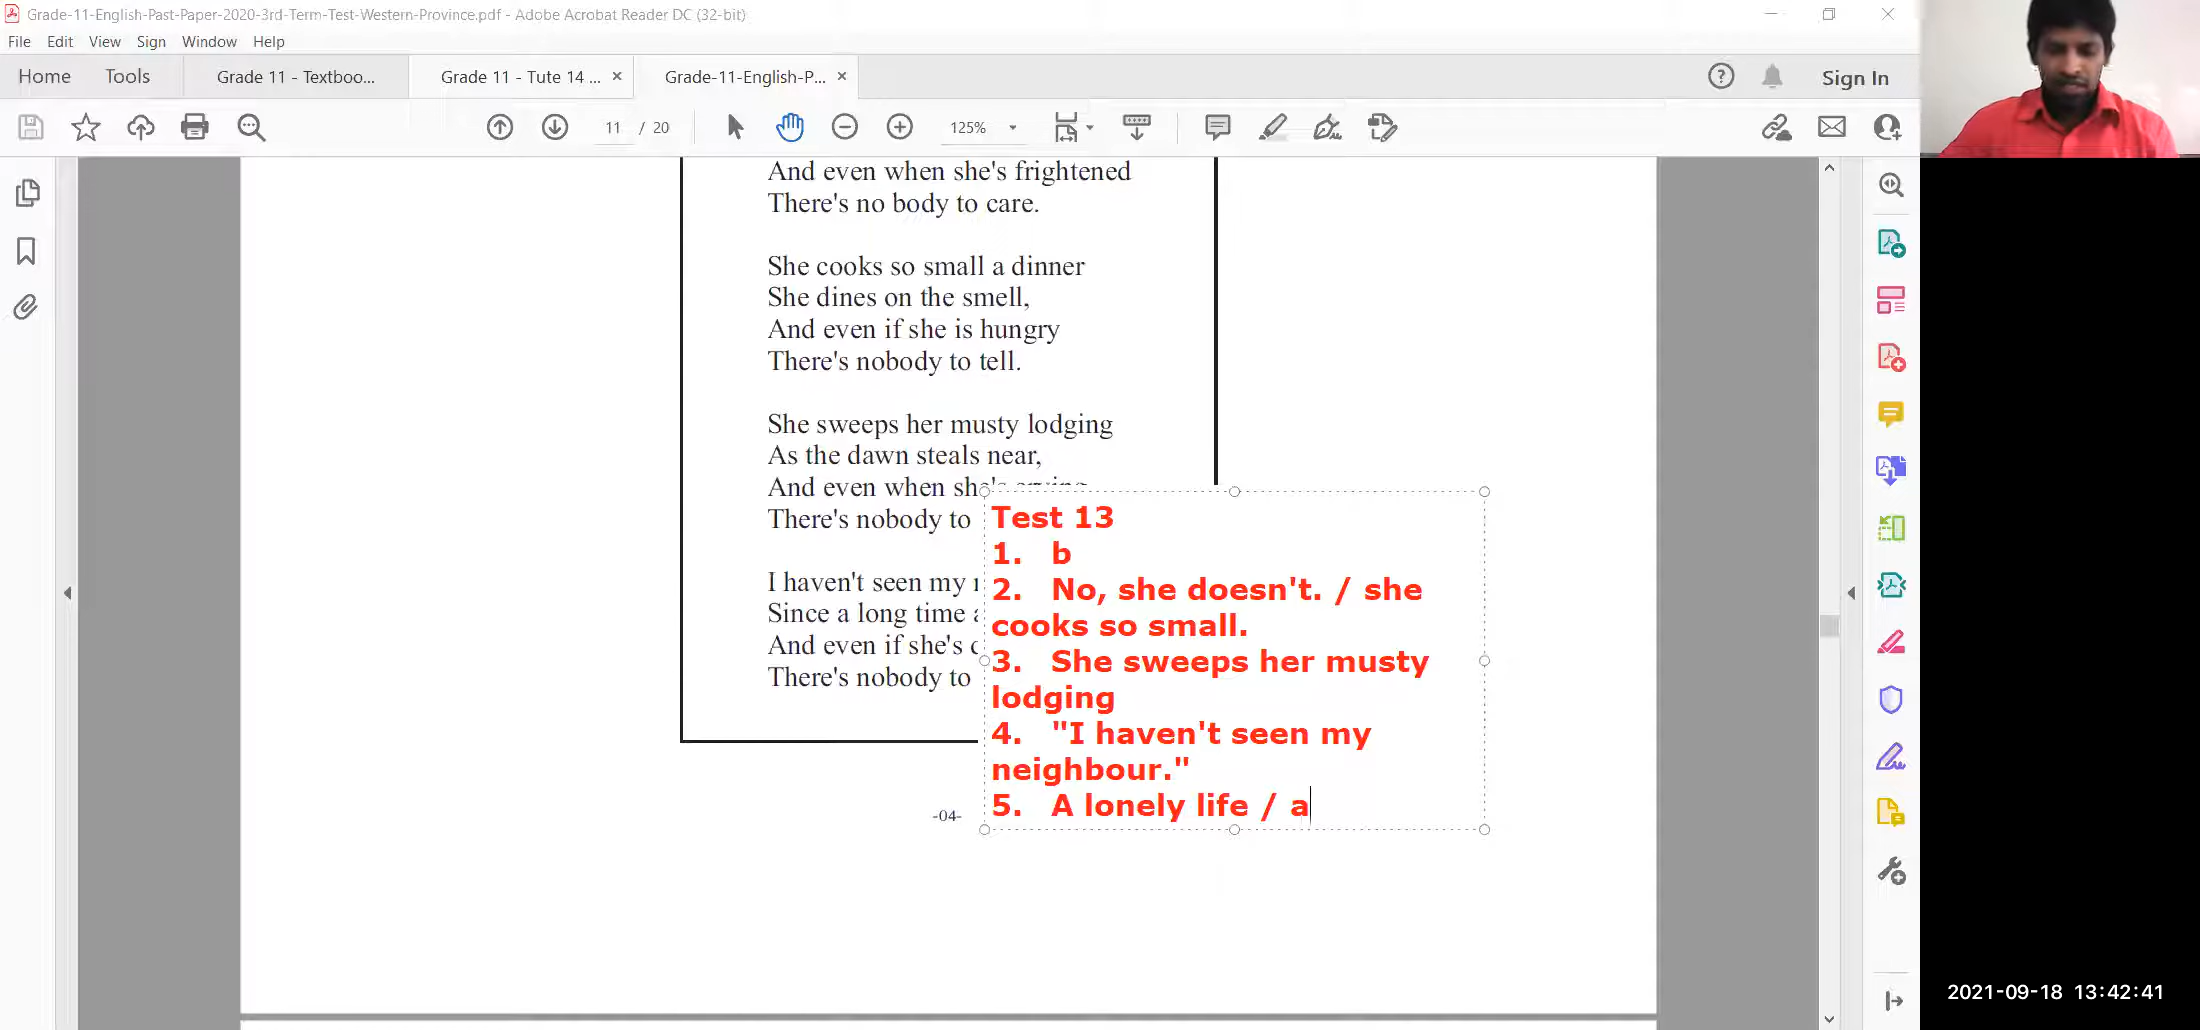 Grade-11-English-Past-Paper-2020-3rd-Term-Test-Western-Province.pdf - Adobe Acrobat Reader DC (32-bit)
File Edit View Sign Window Help
Home Tools Grade 11 - Textboo... Grade 11 - Tute 14 ... Grade-11-English-P... Sign In
11 / 20 125%
And even when she's frightened
There's no body to care.
She cooks so small a dinner
She dines on the smell,
And even if she is hungry
There's nobody to tell.
She sweeps her musty lodging
As the dawn steals near,
And even when she's crying
There's nobody to
I haven't seen my
Since a long time
And even if she's
There's nobody to
-04-
Test 13
1. b
2. No, she doesn't. / she
cooks so small.
3. She sweeps her musty
lodging
4. "I haven't seen my
neighbour."
5. A lonely life / a
2021-09-18 13:42:41